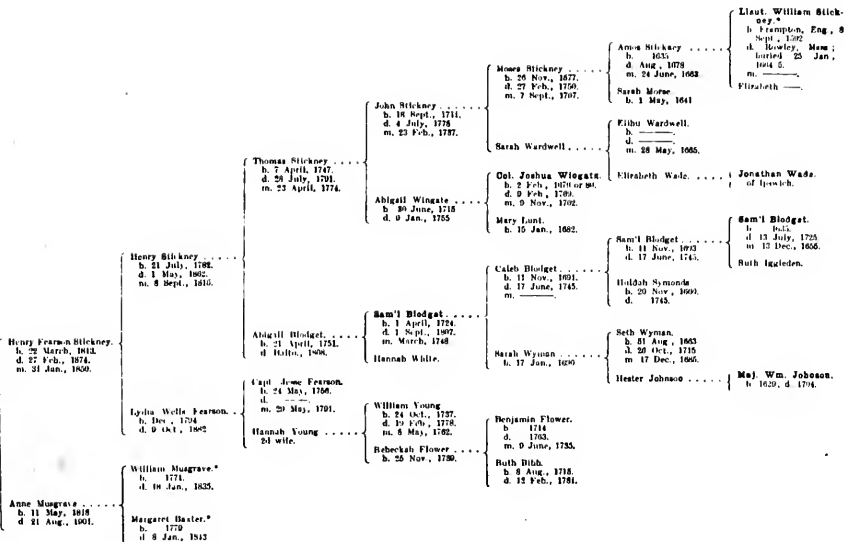 Henry Fearson Stickney.
b. 22 March, 1813.
d. 27 Feb., 1874.
m. 31 Jan., 1850.
Anne Musgrave
b. 11 May, 1818
d 21 Aug., 1901.
Henry Stickney
b. 21 July, 1782.
d. 1 May, 1862.
m. 8 Sept., 1810.
Lydia Wells Fearson.
b. Dec , 1794
d. 9 Oct , 1882
William Musgrave.*
b. 1771.
d. 18 Jan., 1835.
Margaret Baxter.*
b. 1779
d 8 Jan., 1843
Thomas Stickney
b. 7 April, 1747.
d. 28 July, 1791.
m. 23 April, 1774.
Abigail Blodget.
b. 21 April, 1751.
d Balto., 1808.
Capt Jesse Fearson.
b. 24 May, 1756.
d.
m. 29 May, 1791.
Hannah Young
2d wife.
John Stickney
b. 18 Sept., 1711.
d. 4 July, 1778
m. 23 Feb., 1737.
Abigail Wingate
b 30 June, 1715
d. 9 Jan., 1755
Sam'l Blodgat.
b. 1 April, 1724.
d. 1 Sept., 1807.
m. March, 1748
Hannah White.
William Young
b. 24 Oct., 1737.
d. 19 Feb , 1778.
m. 6 May, 1762.
Rebeckah Flower
b. 25 Nov., 1739.
Moses Stickney
b. 26 Nov., 1677.
d. 27 Feb., 1750.
m. 7 Sept., 1707.
Sarah Wardwell
Col. Joshua Wingate.
b. 2 Feb , 1679 or 80.
d. 9 Feb , 1769.
m. 9 Nov., 1702.
Mary Lunt.
b. 15 Jan., 1682.
Caleb Blodget
b. 11 Nov., 1691.
d. 17 June, 1745.
m.
Sarah Wyman
b. 17 Jan., 1690
Benjamin Flower.
b 1714
d. 1763.
m. 9 June, 1735.
Ruth Bibb.
b. 8 Aug., 1715.
d. 12 Feb., 1781.
Amos Stickney
b. 1635
d. Aug , 1678
m. 24 June, 1663
Sarah Morse
b. 1 May, 1641
Elihu Wardwell.
b.
d.
m. 26 May, 1665.
Elizabeth Wade.
Sam'l Blodget
b. 11 Nov., 1693
d. 17 June, 1745.
Huldah Symonds
b. 20 Nov , 1660.
d. 1745.
Seth Wyman.
b. 31 Aug , 1663
d. 26 Oct., 1715
m 17 Dec., 1685.
Hester Johnson
Lieut. William Stick-
ney.*
b Frampton, Eng , 8
Sept , 1592
d. Rowley, Mass ;
buried 25 Jan ,
1664 5.
m.
Elizabeth
Jonathan Wade.
of Ipswich.
Sam'l Blodget.
b 1633.
d 13 July, 1725
m 13 Dec., 1655.
Ruth Iggleden.
Maj. Wm. Johnson.
b 1629, d 1704.